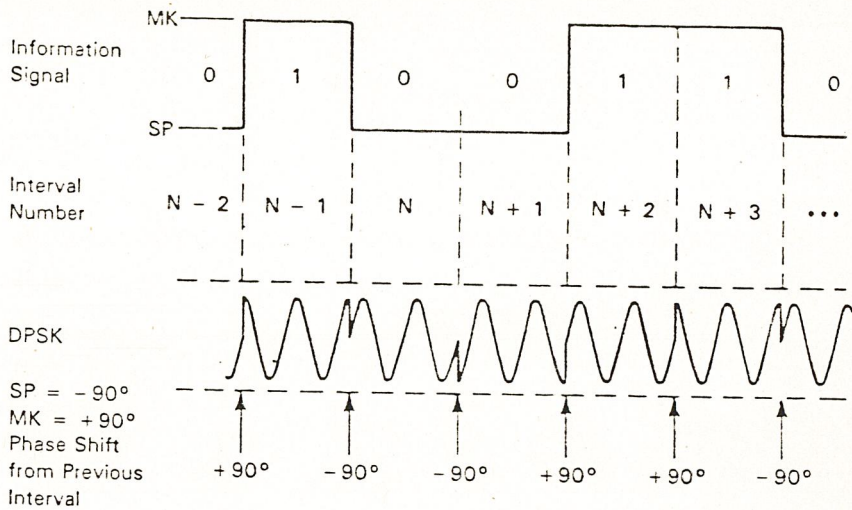 MK
Information
Signal
0 1 0 0 1 1 0
SP
Interval
Number
N - 2 N - 1 N N + 1 N + 2 N + 3 •••
DPSK
SP = -90°
MK = +90°
Phase Shift
from Previous
Interval
+90° -90° -90° +90° +90° -90°